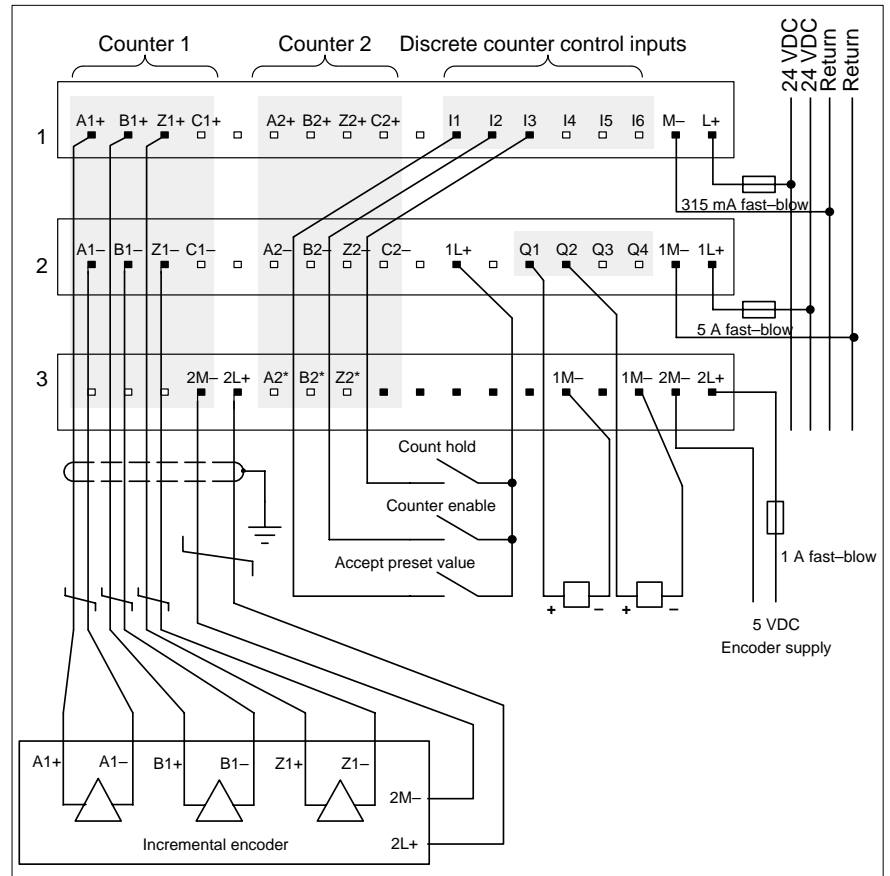 Counter 1 Counter 2 Discrete counter control inputs
24 VDC
24 VDC
Return
Return
A1+ B1+ Z1+ C1+ A2+ B2+ Z2+ C2+ I1 I2 I3 I4 I5 I6 M– L+
1
315 mA fast–blow
A1– B1– Z1– C1– A2– B2– Z2– C2– 1L+ Q1 Q2 Q3 Q4 1M– 1L+
2
5 A fast–blow
3
2M– 2L+ A2* B2* Z2* 1M– 1M– 2M– 2L+
Count hold
Counter enable
Accept preset value
1 A fast–blow
+ – + –
5 VDC
Encoder supply
A1+ A1– B1+ B1– Z1+ Z1–
2M–
Incremental encoder
2L+